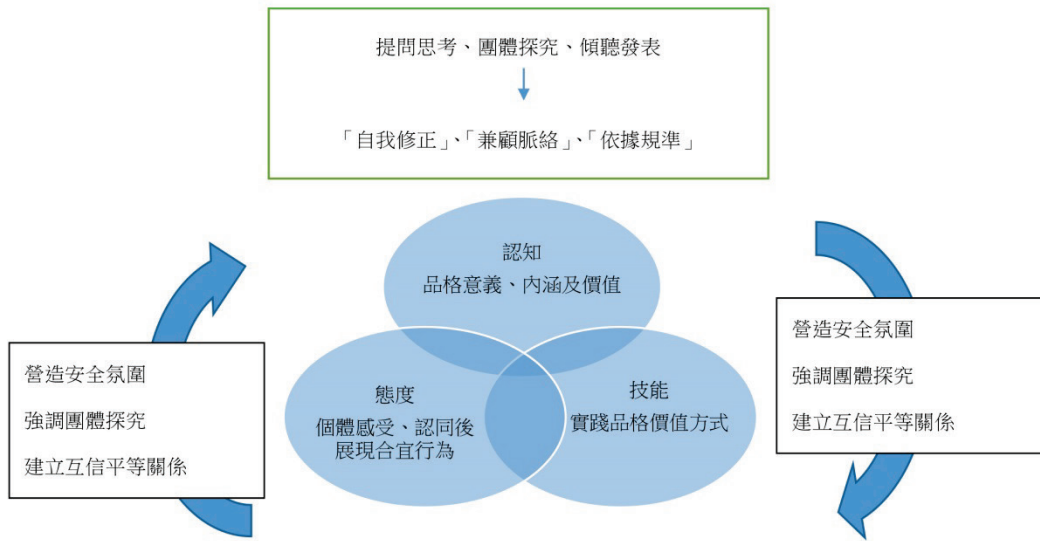 提問思考、團體探究、傾聽發表
「自我修正」、「兼顧脈絡」、「依據規準」
認知
品格意義、內涵及價值
營造安全氛圍
強調團體探究
建立互信平等關係
態度
個體感受、認同後
展現合宜行為
技能
實踐品格價值方式
營造安全氛圍
強調團體探究
建立互信平等關係